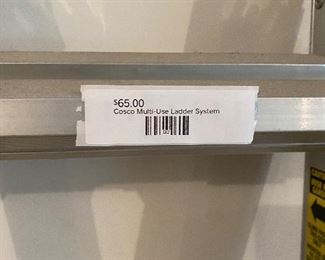 $65.00
Cosco Multi-Use Ladder System